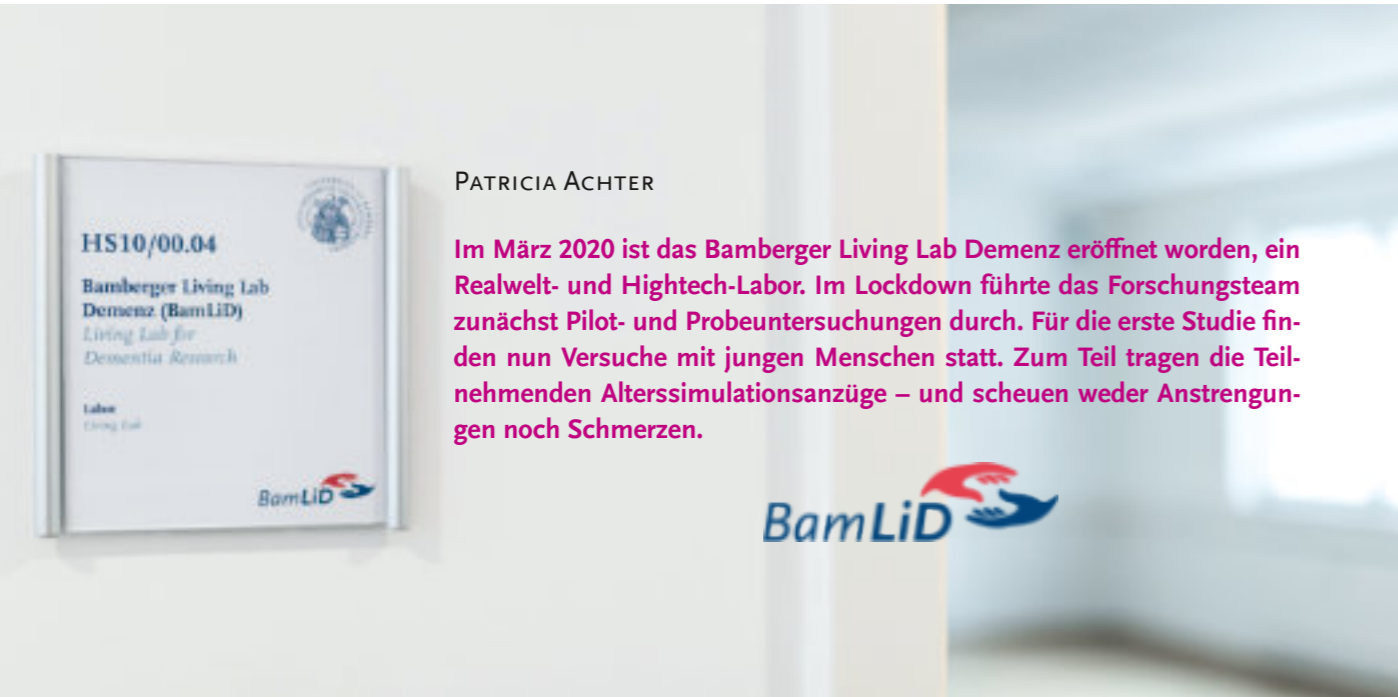 HS10/00.04
Bamberger Living Lab
Demenz (BamLiD)
Living Lab for
Dementia Research
Labor
Living Lab
BamLiD
PATRICIA ACHTER
Im März 2020 ist das Bamberger Living Lab Demenz eröffnet worden, ein
Realwelt- und Hightech-Labor. Im Lockdown führte das Forschungsteam
zunächst Pilot- und Probeuntersuchungen durch. Für die erste Studie fin-
den nun Versuche mit jungen Menschen statt. Zum Teil tragen die Teil-
nehmenden Alterssimulationsanzüge – und scheuen weder Anstrengun-
gen noch Schmerzen.
BamLiD